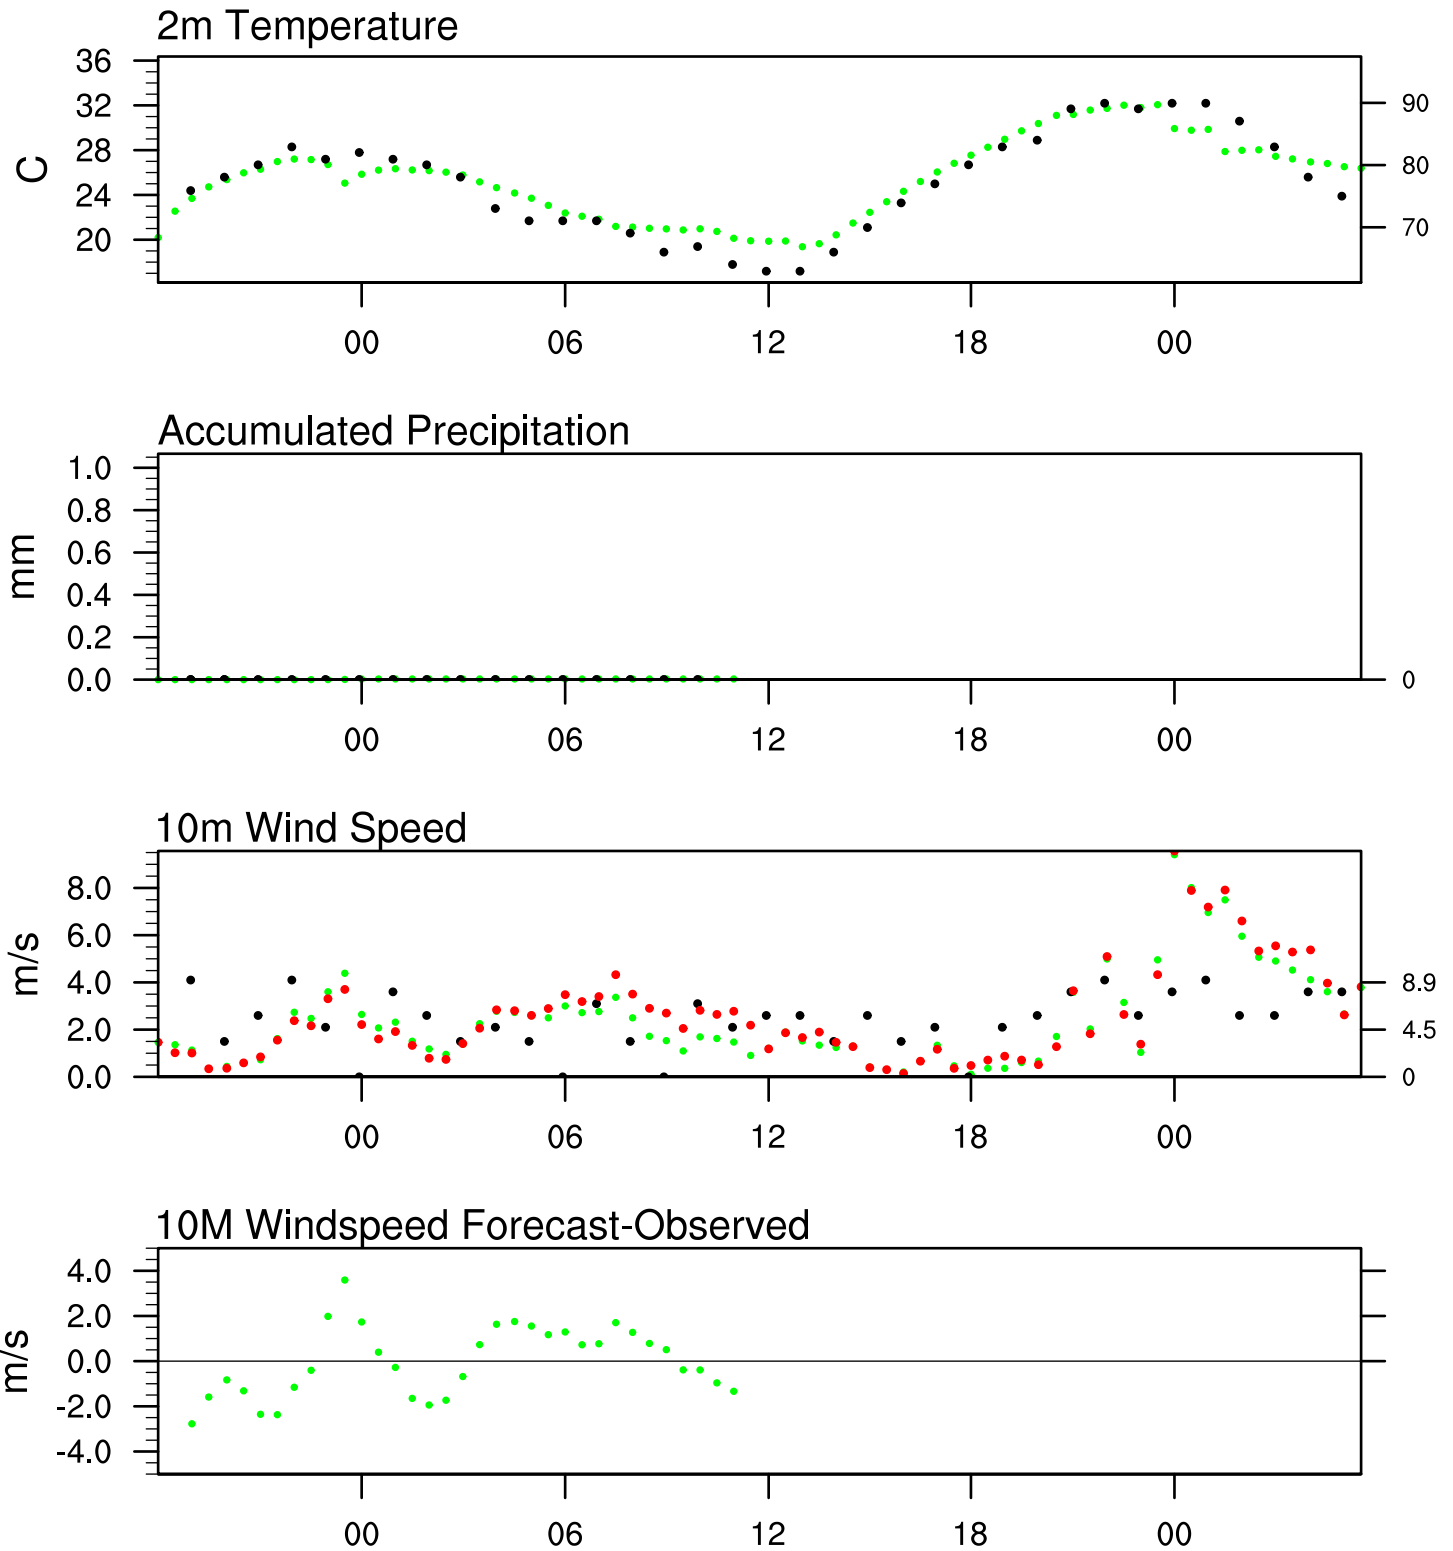 2m Temperature
36
32
28
24
20
C
90
80
70
00 06 12 18 00
Accumulated Precipitation
1.0
0.8
0.6
0.4
0.2
0.0
mm
0
00 06 12 18 00
10m Wind Speed
8.0
6.0
4.0
2.0
0.0
m/s
8.9
4.5
0
00 06 12 18 00
10M Windspeed Forecast-Observed
4.0
2.0
0.0
-2.0
-4.0
m/s
00 06 12 18 00